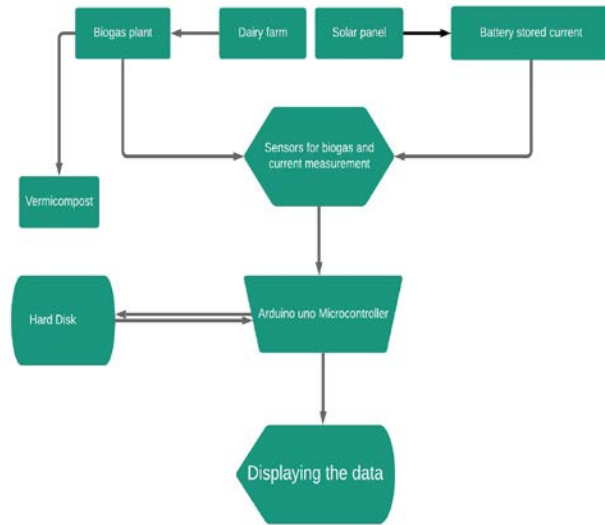 Biogas plant
Dairy farm
Solar panel
Battery stored current
Sensors for biogas and
current measurement
Vermicompost
Hard Disk
Arduino uno Microcontroller
Displaying the data